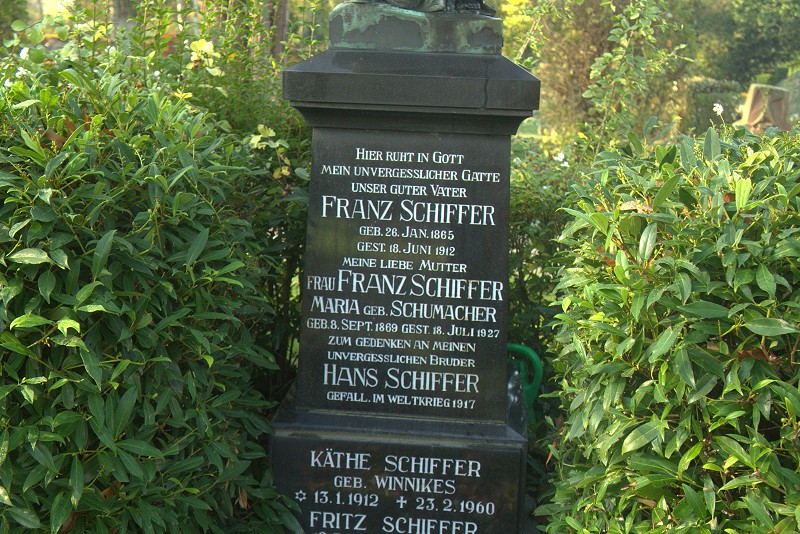 Hier ruht in Gott
mein unvergesslicher Gatte
unser guter Vater
Franz Schiffer
geb. 26. Jan. 1865
gest. 18. Juni 1912
meine liebe Mutter
Frau Franz Schiffer
Maria geb. Schumacher
geb. 8. Sept. 1869 gest. 18. Juli 1927
zum Gedenken an meinen
unvergesslichen Bruder
Hans Schiffer
gefall. im Weltkrieg 1917
Käthe Schiffer
geb. Winnikes
✡ 13.1.1912 ✝ 23.2.1960
Fritz Schiffer